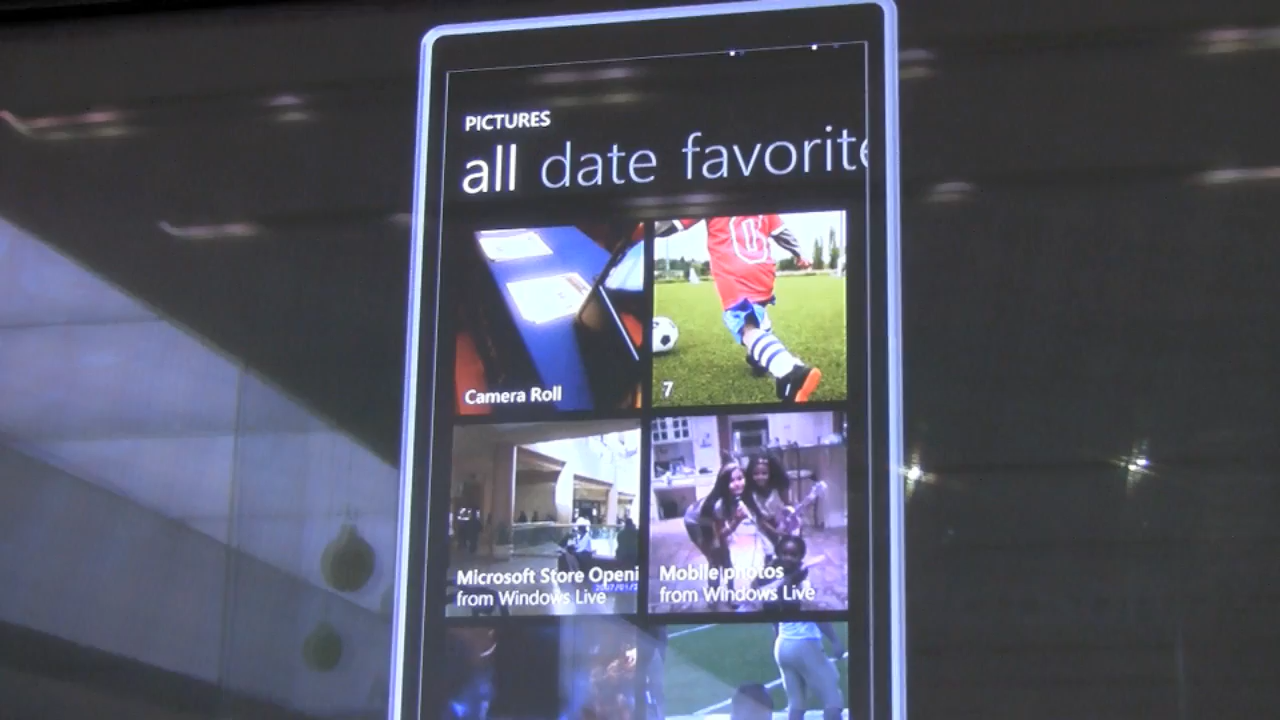 PICTURES
all date favorite
Camera Roll
7
Microsoft Store Openi
from Windows Live
Mobile photos
from Windows Live